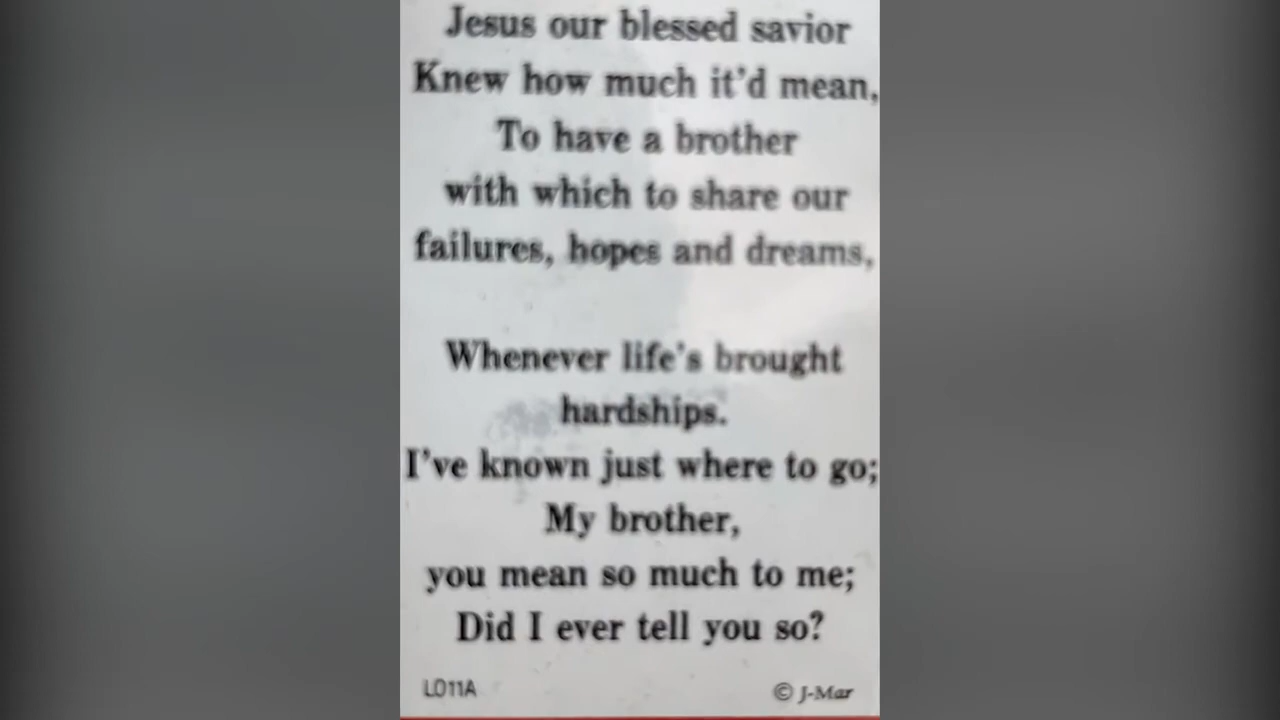 Jesus our blessed savior
Knew how much it'd mean,
To have a brother
with which to share our
failures, hopes and dreams,
Whenever life's brought
hardships.
I've known just where to go;
My brother,
you mean so much to me;
Did I ever tell you so?
L011A
© J-Mar